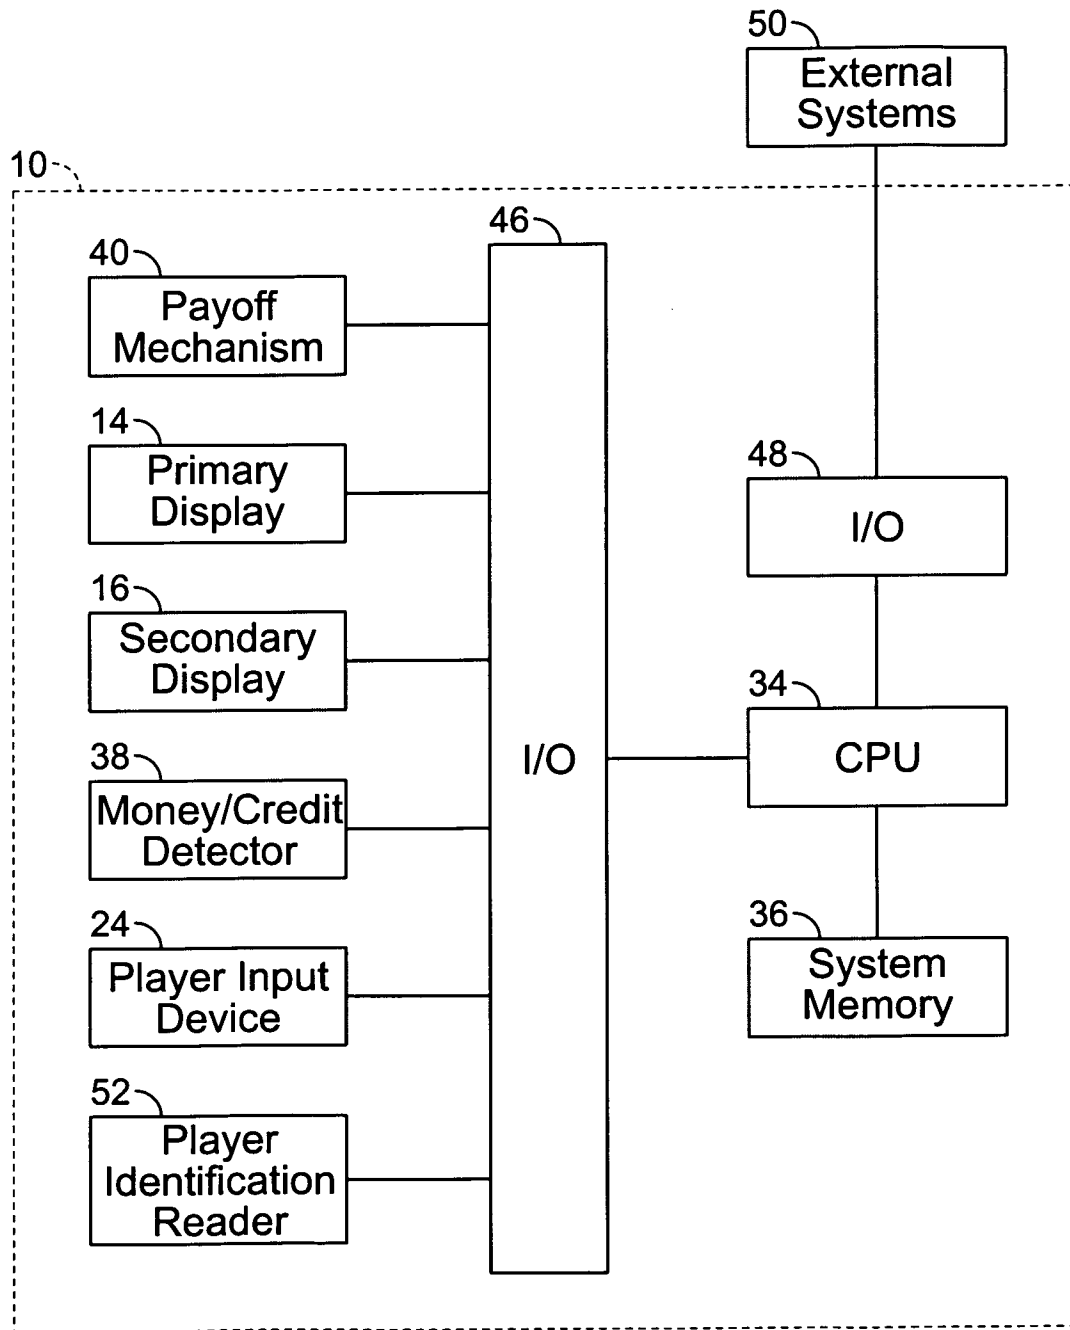 50
External
Systems
10
46
40
Payoff
Mechanism
14
Primary
Display
48
I/O
16
Secondary
Display
34
CPU
I/O
38
Money/Credit
Detector
24
Player Input
Device
36
System
Memory
52
Player
Identification
Reader